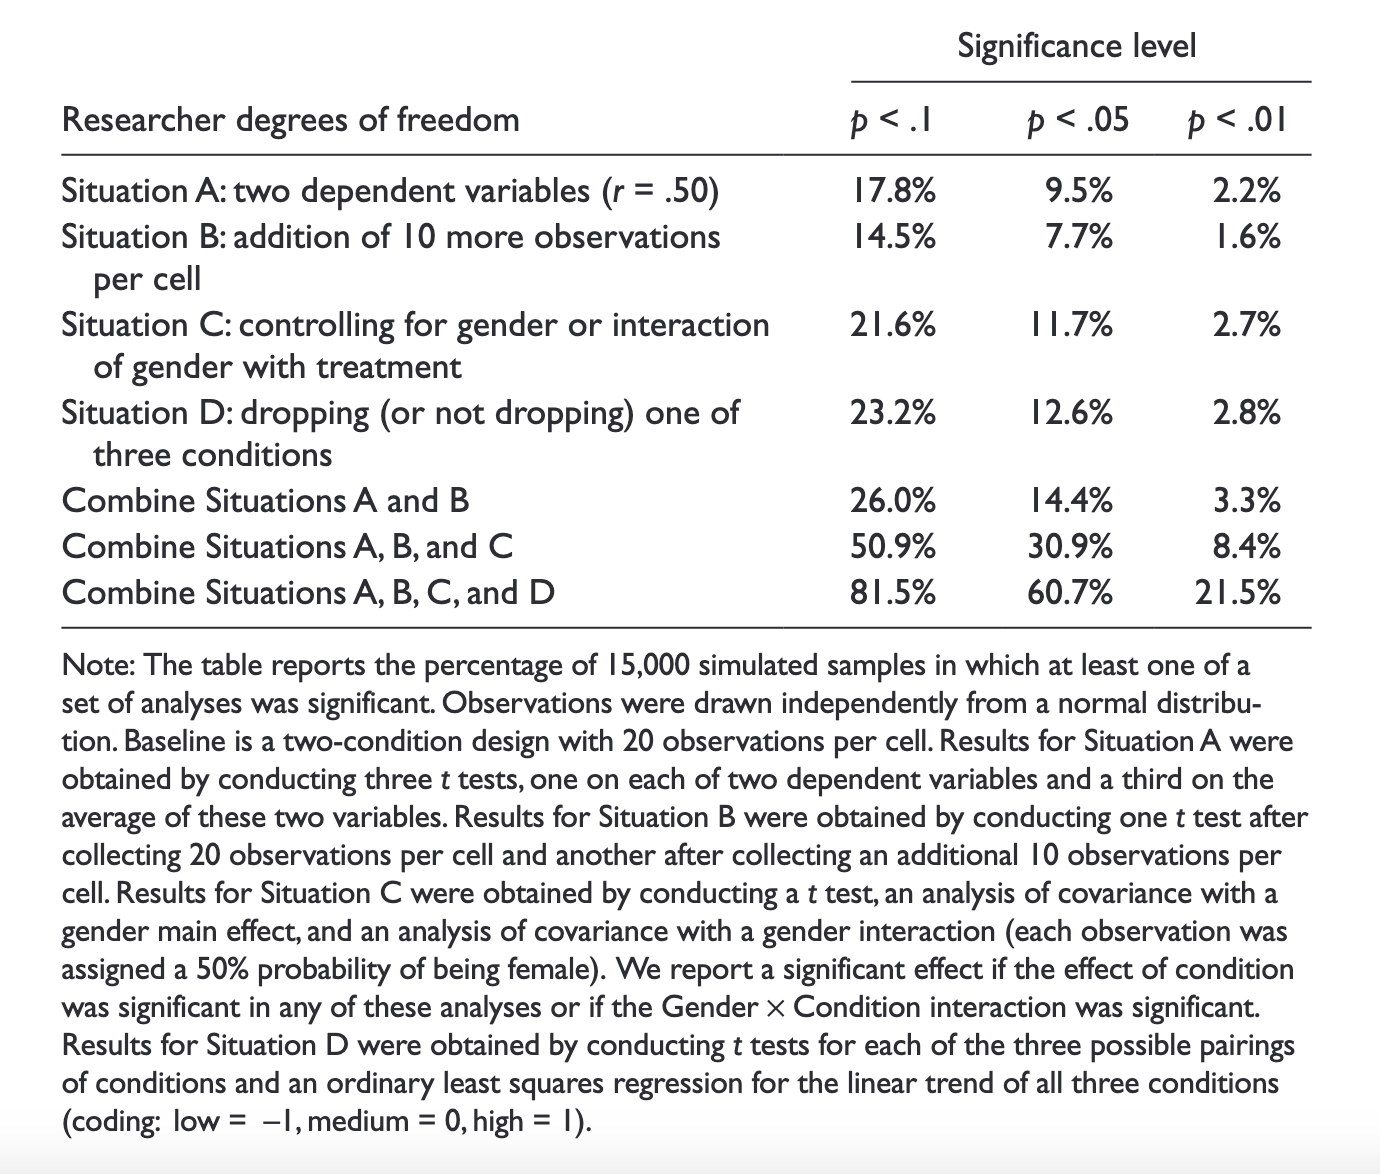 Significance level
Researcher degrees of freedom p < .1 p < .05 p < .01
Situation A: two dependent variables (r = .50) 17.8% 9.5% 2.2%
Situation B: addition of 10 more observations 14.5% 7.7% 1.6%
per cell
Situation C: controlling for gender or interaction 21.6% 11.7% 2.7%
of gender with treatment
Situation D: dropping (or not dropping) one of 23.2% 12.6% 2.8%
three conditions
Combine Situations A and B 26.0% 14.4% 3.3%
Combine Situations A, B, and C 50.9% 30.9% 8.4%
Combine Situations A, B, C, and D 81.5% 60.7% 21.5%
Note: The table reports the percentage of 15,000 simulated samples in which at least one of a
set of analyses was significant. Observations were drawn independently from a normal distribu-
tion. Baseline is a two-condition design with 20 observations per cell. Results for Situation A were
obtained by conducting three t tests, one on each of two dependent variables and a third on the
average of these two variables. Results for Situation B were obtained by conducting one t test after
collecting 20 observations per cell and another after collecting an additional 10 observations per
cell. Results for Situation C were obtained by conducting a t test, an analysis of covariance with a
gender main effect, and an analysis of covariance with a gender interaction (each observation was
assigned a 50% probability of being female). We report a significant effect if the effect of condition
was significant in any of these analyses or if the Gender × Condition interaction was significant.
Results for Situation D were obtained by conducting t tests for each of the three possible pairings
of conditions and an ordinary least squares regression for the linear trend of all three conditions
(coding: low = –1, medium = 0, high = 1).